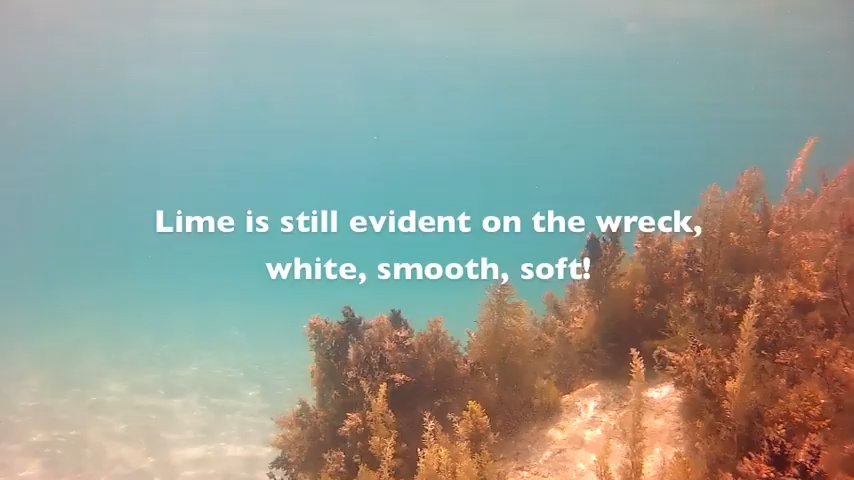 Lime is still evident on the wreck,
white, smooth, soft!